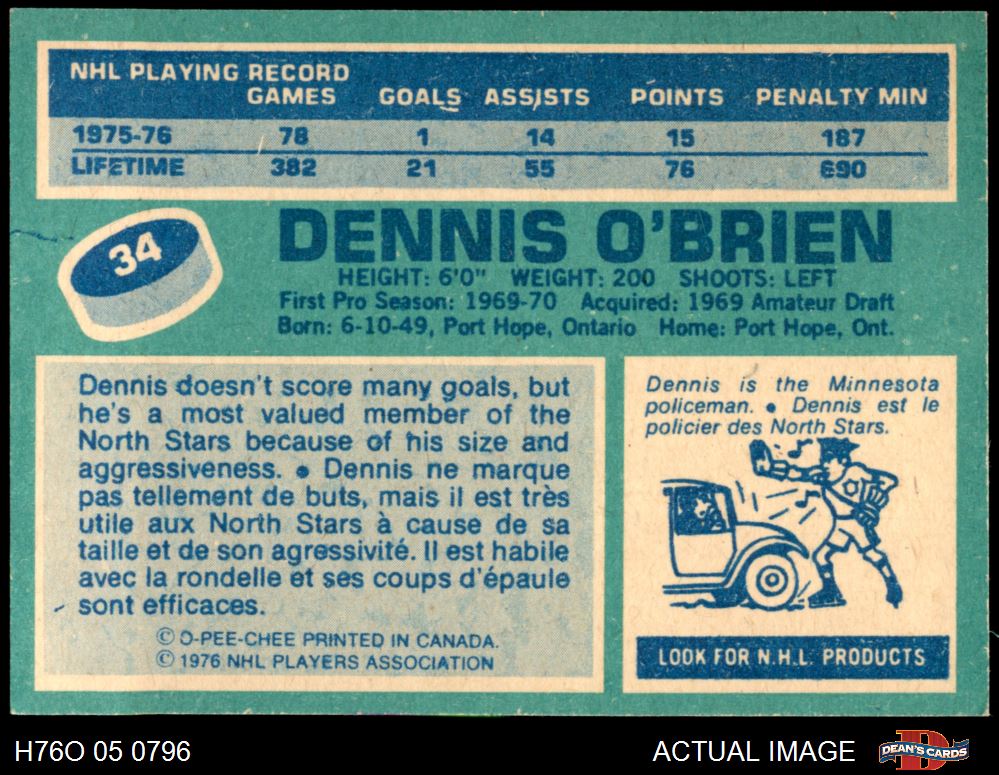 NHL PLAYING RECORD
GAMES GOALS ASSISTS POINTS PENALTY MIN
1975-76 78 1 14 15 187
LIFETIME 382 21 55 76 690
34
DENNIS O'BRIEN
HEIGHT: 6'0" WEIGHT: 200 SHOOTS: LEFT
First Pro Season: 1969-70 Acquired: 1969 Amateur Draft
Born: 6-10-49, Port Hope, Ontario Home: Port Hope, Ont.
Dennis doesn't score many goals, but
he's a most valued member of the
North Stars because of his size and
aggressiveness. • Dennis ne marque
pas tellement de buts, mais il est très
utile aux North Stars à cause de sa
taille et de son agressivité. Il est habile
avec la rondelle et ses coups d'épaule
sont efficaces.
© O-PEE-CHEE PRINTED IN CANADA.
© 1976 NHL PLAYERS ASSOCIATION
Dennis is the Minnesota
policeman. • Dennis est le
policier des North Stars.
LOOK FOR N.H.L. PRODUCTS
H76O 05 0796
ACTUAL IMAGE
D
DEAN'S CARDS